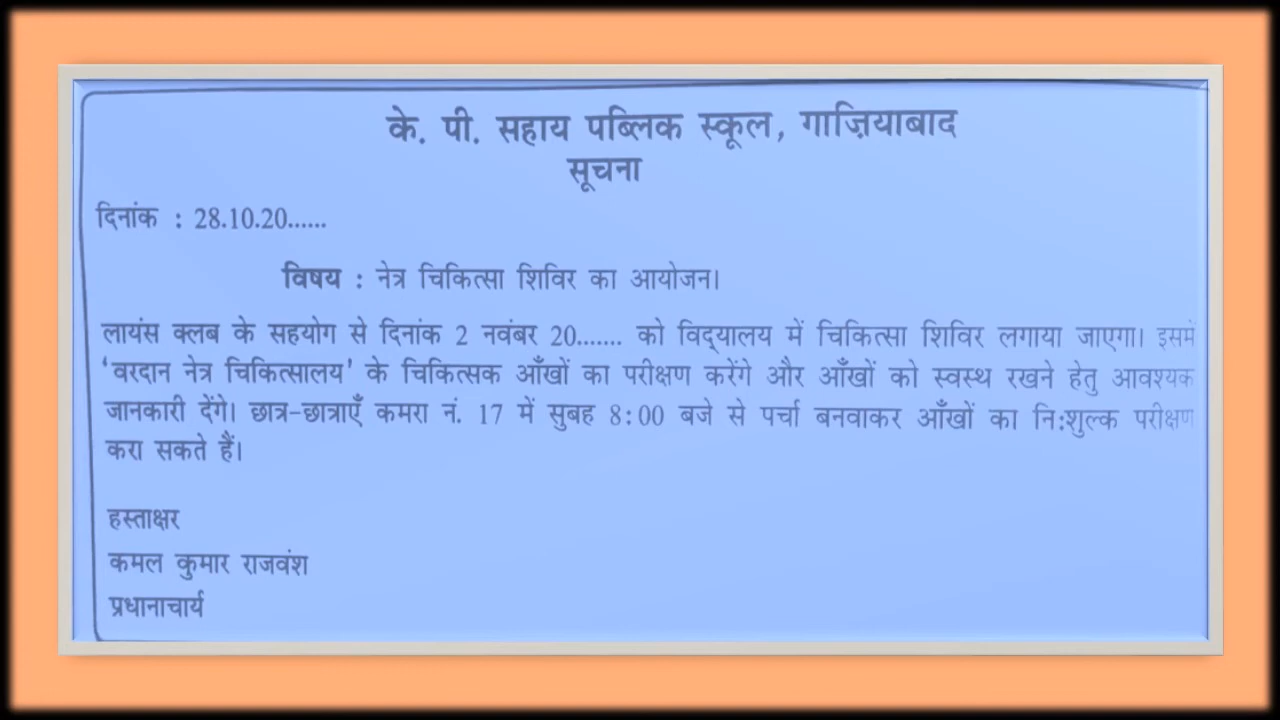 के. पी. सहाय पब्लिक स्कूल, गाज़ियाबाद
सूचना
दिनांक : 28.10.20......
विषय : नेत्र चिकित्सा शिविर का आयोजन।
लायंस क्लब के सहयोग से दिनांक 2 नवंबर 20....... को विद्‌यालय में चिकित्सा शिविर लगाया जाएगा। इसमें
‘वरदान नेत्र चिकित्सालय’ के चिकित्सक आँखों का परीक्षण करेंगे और आँखों को स्वस्थ रखने हेतु आवश्यक
जानकारी देंगे। छात्र-छात्राएँ कमरा नं. 17 में सुबह 8:00 बजे से पर्चा बनवाकर आँखों का नि:शुल्क परीक्षण
करा सकते हैं।
हस्ताक्षर
कमल कुमार राजवंश
प्रधानाचार्य